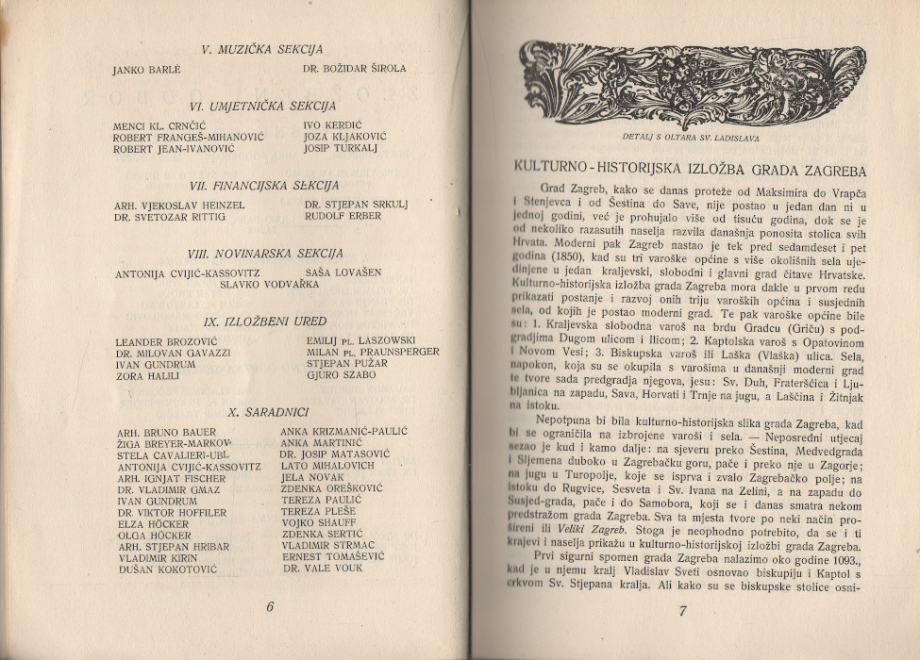 V. MUZIČKA SEKCIJA
JANKO BARLÈ DR. BOŽIDAR ŠIROLA
VI. UMJETNIČKA SEKCIJA
MENCI KL. CRNČIĆ IVO KERDIĆ
ROBERT FRANGEŠ-MIHANOVIĆ JOZA KLJAKOVIĆ
ROBERT JEAN-IVANOVIĆ JOSIP TURKALJ
VII. FINANCIJSKA SEKCIJA
ARH. VJEKOSLAV HEINZEL DR. STJEPAN SRKULJ
DR. SVETOZAR RITTIG RUDOLF ERBER
VIII. NOVINARSKA SEKCIJA
ANTONIJA CVIJIĆ-KASSOVITZ SAŠA LOVAŠEN
SLAVKO VODVAŘKA
IX. IZLOŽBENI URED
LEANDER BROZOVIĆ EMILIJ PL. LASZOWSKI
DR. MILOVAN GAVAZZI MILAN PL. PRAUNSPERGER
IVAN GUNDRUM STJEPAN PUŽAR
ZORA HALILI GJURO SZABO
X. SARADNICI
ARH. BRUNO BAUER ANKA KRIZMANIĆ-PAULIĆ
ŽIGA BREYER-MARKOV ANKA MARTINIĆ
STELA CAVALIERI-UBL DR. JOSIP MATASOVIĆ
ANTONIJA CVIJIĆ-KASSOVITZ LATO MIHALOVICH
ARH. IGNJAT FISCHER JELA NOVAK
DR. VLADIMIR GMAZ ZDENKA OREŠKOVIĆ
IVAN GUNDRUM TEREZA PAULIĆ
DR. VIKTOR HOFFILER TEREZA PLEŠE
ELZA HÖCKER VOJKO SHAUFF
OLGA HÖCKER ZDENKA SERTIĆ
ARH. STJEPAN HRIBAR VLADIMIR STRMAC
VLADIMIR KIRIN ERNEST TOMAŠEVIĆ
DUŠAN KOKOTOVIĆ DR. VALE VOUK
6
DETALJ S OLTARA SV. LADISLAVA
KULTURNO-HISTORIJSKA IZLOŽBA GRADA ZAGREBA
Grad Zagreb, kako se danas proteže od Maksimira do Vrapča
i Stenjevca i od Šestina do Save, nije postao u jedan dan ni u
jednoj godini, već je prohujalo više od tisuću godina, dok se je
od nekoliko razasutih naselja razvila današnja ponosita stolica svih
Hrvata. Moderni pak Zagreb nastao je tek pred sedamdeset i pet
godina (1850), kad su tri varoške općine s više okolišnih sela uje-
dinjene u jedan kraljevski, slobodni i glavni grad čitave Hrvatske.
Kulturno-historijska izložba grada Zagreba mora dakle u prvom redu
prikazati postanje i razvoj onih triju varoških općina i susjednih
sela, od kojih je postao moderni grad. Te pak varoške općine bile
su: 1. Kraljevska slobodna varoš na brdu Gradcu (Griču) s pod-
gradjima Dugom ulicom i Ilicom; 2. Kaptolska varoš s Opatovinom
i Novom Vesi; 3. Biskupska varoš ili Laška (Vlaška) ulica. Sela,
napokon, koja su se okupila s varošima u današnji moderni grad
te tvore sada predgradja njegova, jesu: Sv. Duh, Fraterščica i Lju-
bljanica na zapadu, Sava, Horvati i Trnje na jugu, a Laščina i Žitnjak
na istoku.
Nepotpuna bi bila kulturno-historijska slika grada Zagreba, kad
bi se ograničila na izbrojene varoši i sela. — Neposredni utjecaj
sezao je kud i kamo dalje: na sjeveru preko Šestina, Medvedgrada
i Sljemena duboko u Zagrebačku goru, pače i preko nje u Zagorje;
na jugu u Turopolje, koje se isprva i zvalo Zagrebačko polje; na
istoku do Rugvice, Sesveta i Sv. Ivana na Zelini, a na zapadu do
Susjed-grada, pače i do Samobora, koji se i danas smatra nekom
predstražom grada Zagreba. Sva ta mjesta tvore po neki način pro-
šireni ili Veliki Zagreb. Stoga je neophodno potrebito, da se i ti
krajevi i naselja prikažu u kulturno-historijskoj izložbi grada Zagreba.
Prvi sigurni spomen grada Zagreba nalazimo oko godine 1093.,
kad je u njemu kralj Vladislav Sveti osnovao biskupiju i Kaptol s
crkvom Sv. Stjepana kralja. Ali kako su se biskupske stolice osni-
7